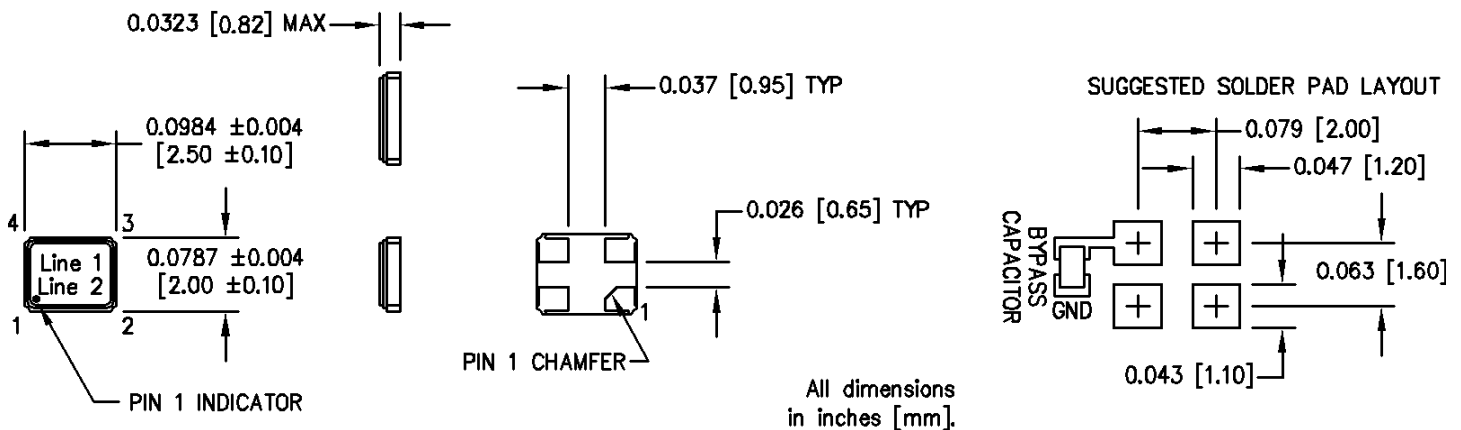 0.0323 [0.82] MAX
0.0984 ±0.004
[2.50 ±0.10]
4
3
Line 1
Line 2
1
2
0.0787 ±0.004
[2.00 ±0.10]
PIN 1 INDICATOR
0.037 [0.95] TYP
0.026 [0.65] TYP
1
PIN 1 CHAMFER
All dimensions
in inches [mm].
SUGGESTED SOLDER PAD LAYOUT
0.079 [2.00]
0.047 [1.20]
BYPASS
CAPACITOR
GND
0.063 [1.60]
0.043 [1.10]